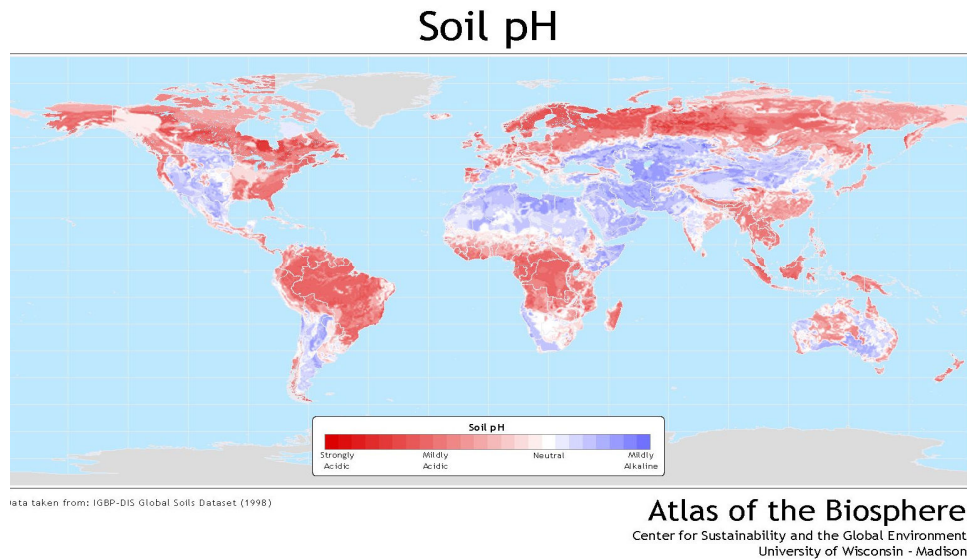 Soil pH
Soil pH
Strongly
Acidic
Mildly
Acidic
Neutral
Mildly
Alkaline
ata taken from: IGBP-DIS Global Soils Dataset (1998)
Atlas of the Biosphere
Center for Sustainability and the Global Environment
University of Wisconsin - Madison